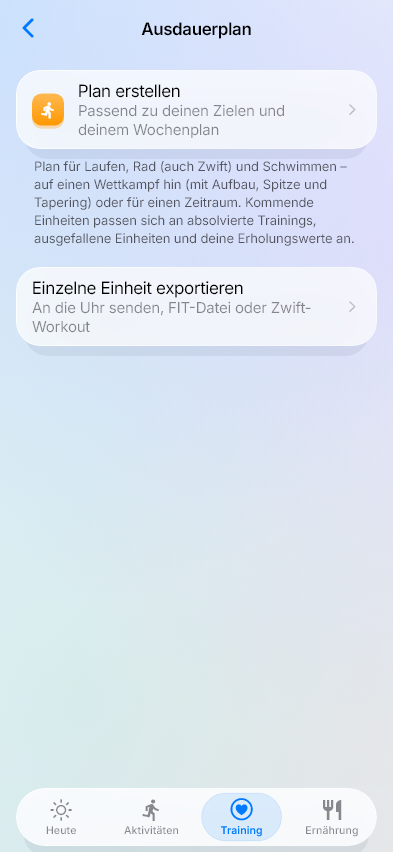 Ausdauerplan
Plan erstellen
Passend zu deinen Zielen und
deinem Wochenplan
Plan für Laufen, Rad (auch Zwift) und Schwimmen –
auf einen Wettkampf hin (mit Aufbau, Spitze und
Tapering) oder für einen Zeitraum. Kommende
Einheiten passen sich an absolvierte Trainings,
ausgefallene Einheiten und deine Erholungswerte an.
Einzelne Einheit exportieren
An die Uhr senden, FIT-Datei oder Zwift-
Workout
Heute
Aktivitäten
Training
Ernährung